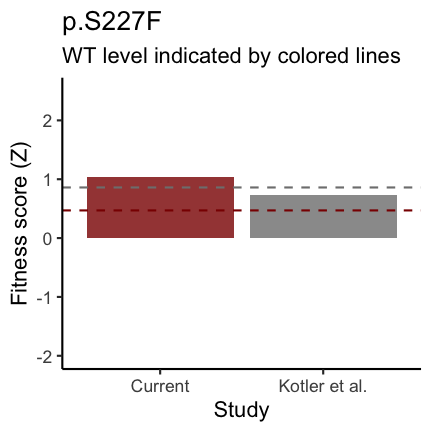 p.S227F
WT level indicated by colored lines
Fitness score (Z)
2
1
0
-1
-2
Current
Kotler et al.
Study